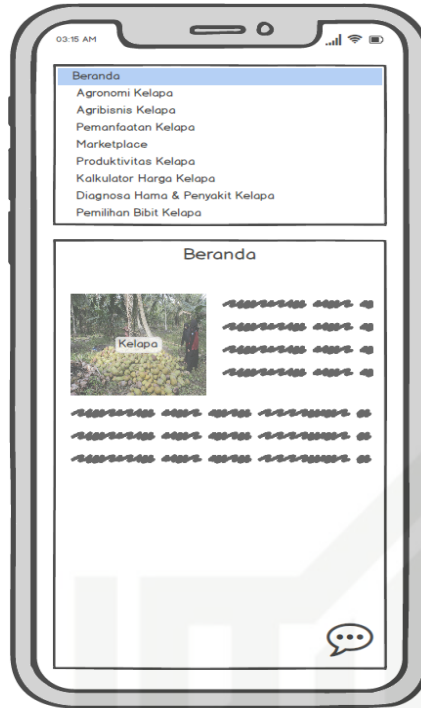 03:15 AM
Beranda
Agronomi Kelapa
Agribisnis Kelapa
Pemanfaatan Kelapa
Marketplace
Produktivitas Kelapa
Kalkulator Harga Kelapa
Diagnosa Hama & Penyakit Kelapa
Pemilihan Bibit Kelapa
Beranda
Kelapa